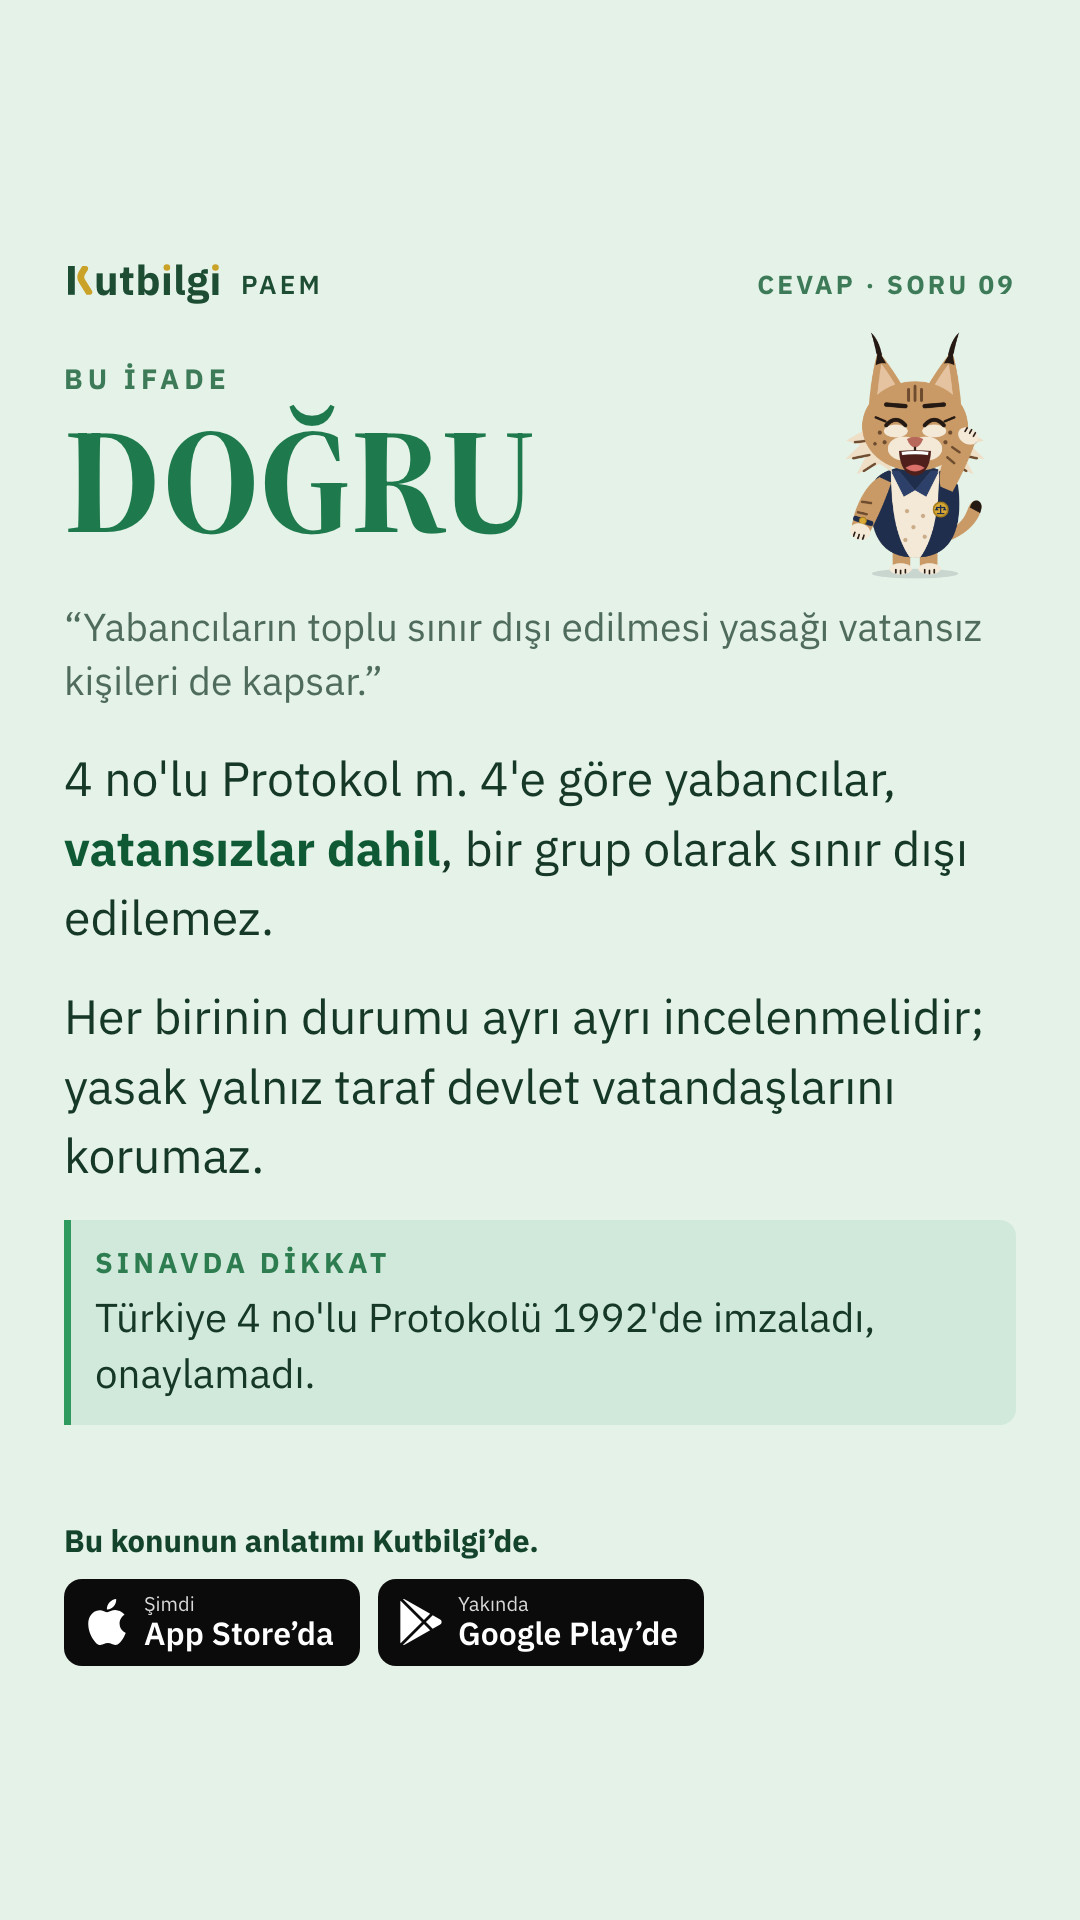 Kutbilgi PAEM
CEVAP · SORU 09
BU İFADE
DOĞRU
“Yabancıların toplu sınır dışı edilmesi yasağı vatansız
kişileri de kapsar.”
4 no'lu Protokol m. 4'e göre yabancılar,
vatansızlar dahil, bir grup olarak sınır dışı
edilemez.
Her birinin durumu ayrı ayrı incelenmelidir;
yasak yalnız taraf devlet vatandaşlarını
korumaz.
SINAVDA DİKKAT
Türkiye 4 no'lu Protokolü 1992'de imzaladı,
onaylamadı.
Bu konunun anlatımı Kutbilgi’de.
Şimdi
App Store’da
Yakında
Google Play’de